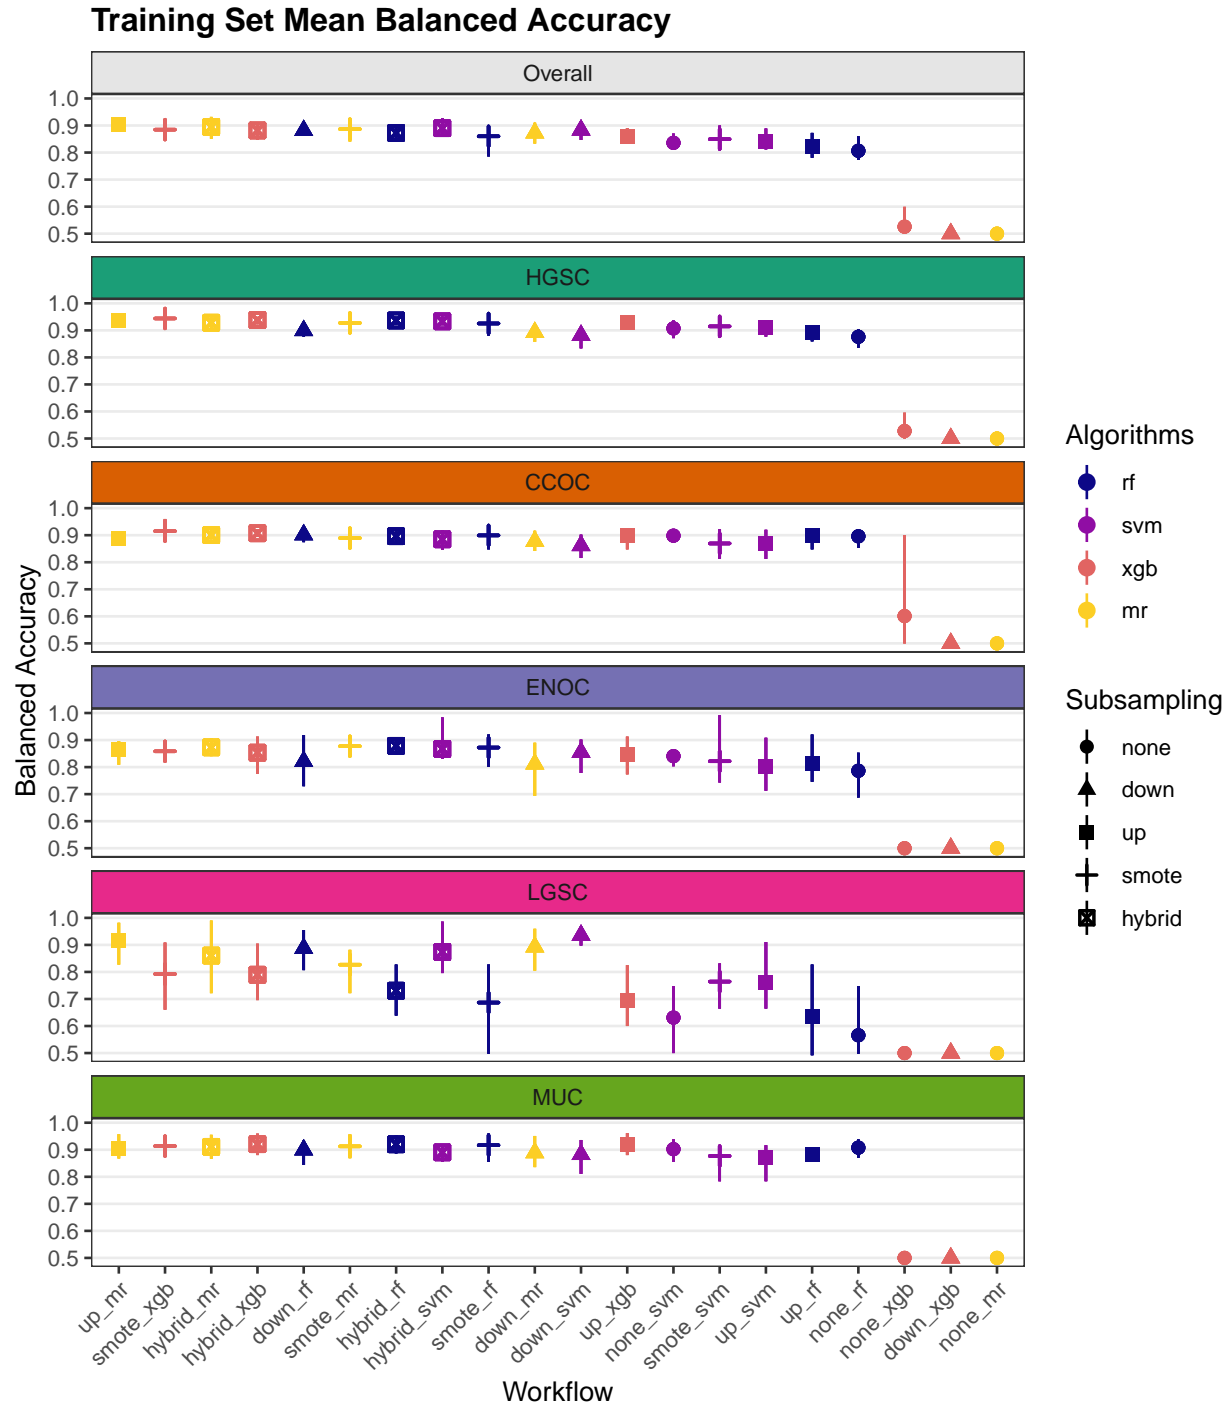 Training Set Mean Balanced Accuracy
Overall
1.0
0.9
0.8
0.7
0.6
0.5
HGSC
1.0
0.9
0.8
0.7
0.6
0.5
CCOC
1.0
0.9
0.8
0.7
0.6
0.5
ENOC
1.0
0.9
0.8
0.7
0.6
0.5
LGSC
1.0
0.9
0.8
0.7
0.6
0.5
MUC
1.0
0.9
0.8
0.7
0.6
0.5
Balanced Accuracy
up_mr
smote_xgb
hybrid_mr
hybrid_xgb
down_rf
smote_mr
hybrid_rf
hybrid_svm
smote_rf
down_mr
down_svm
up_xgb
none_svm
smote_svm
up_svm
up_rf
none_rf
none_xgb
down_xgb
none_mr
Workflow
Algorithms
rf
svm
xgb
mr
Subsampling
none
down
up
smote
hybrid